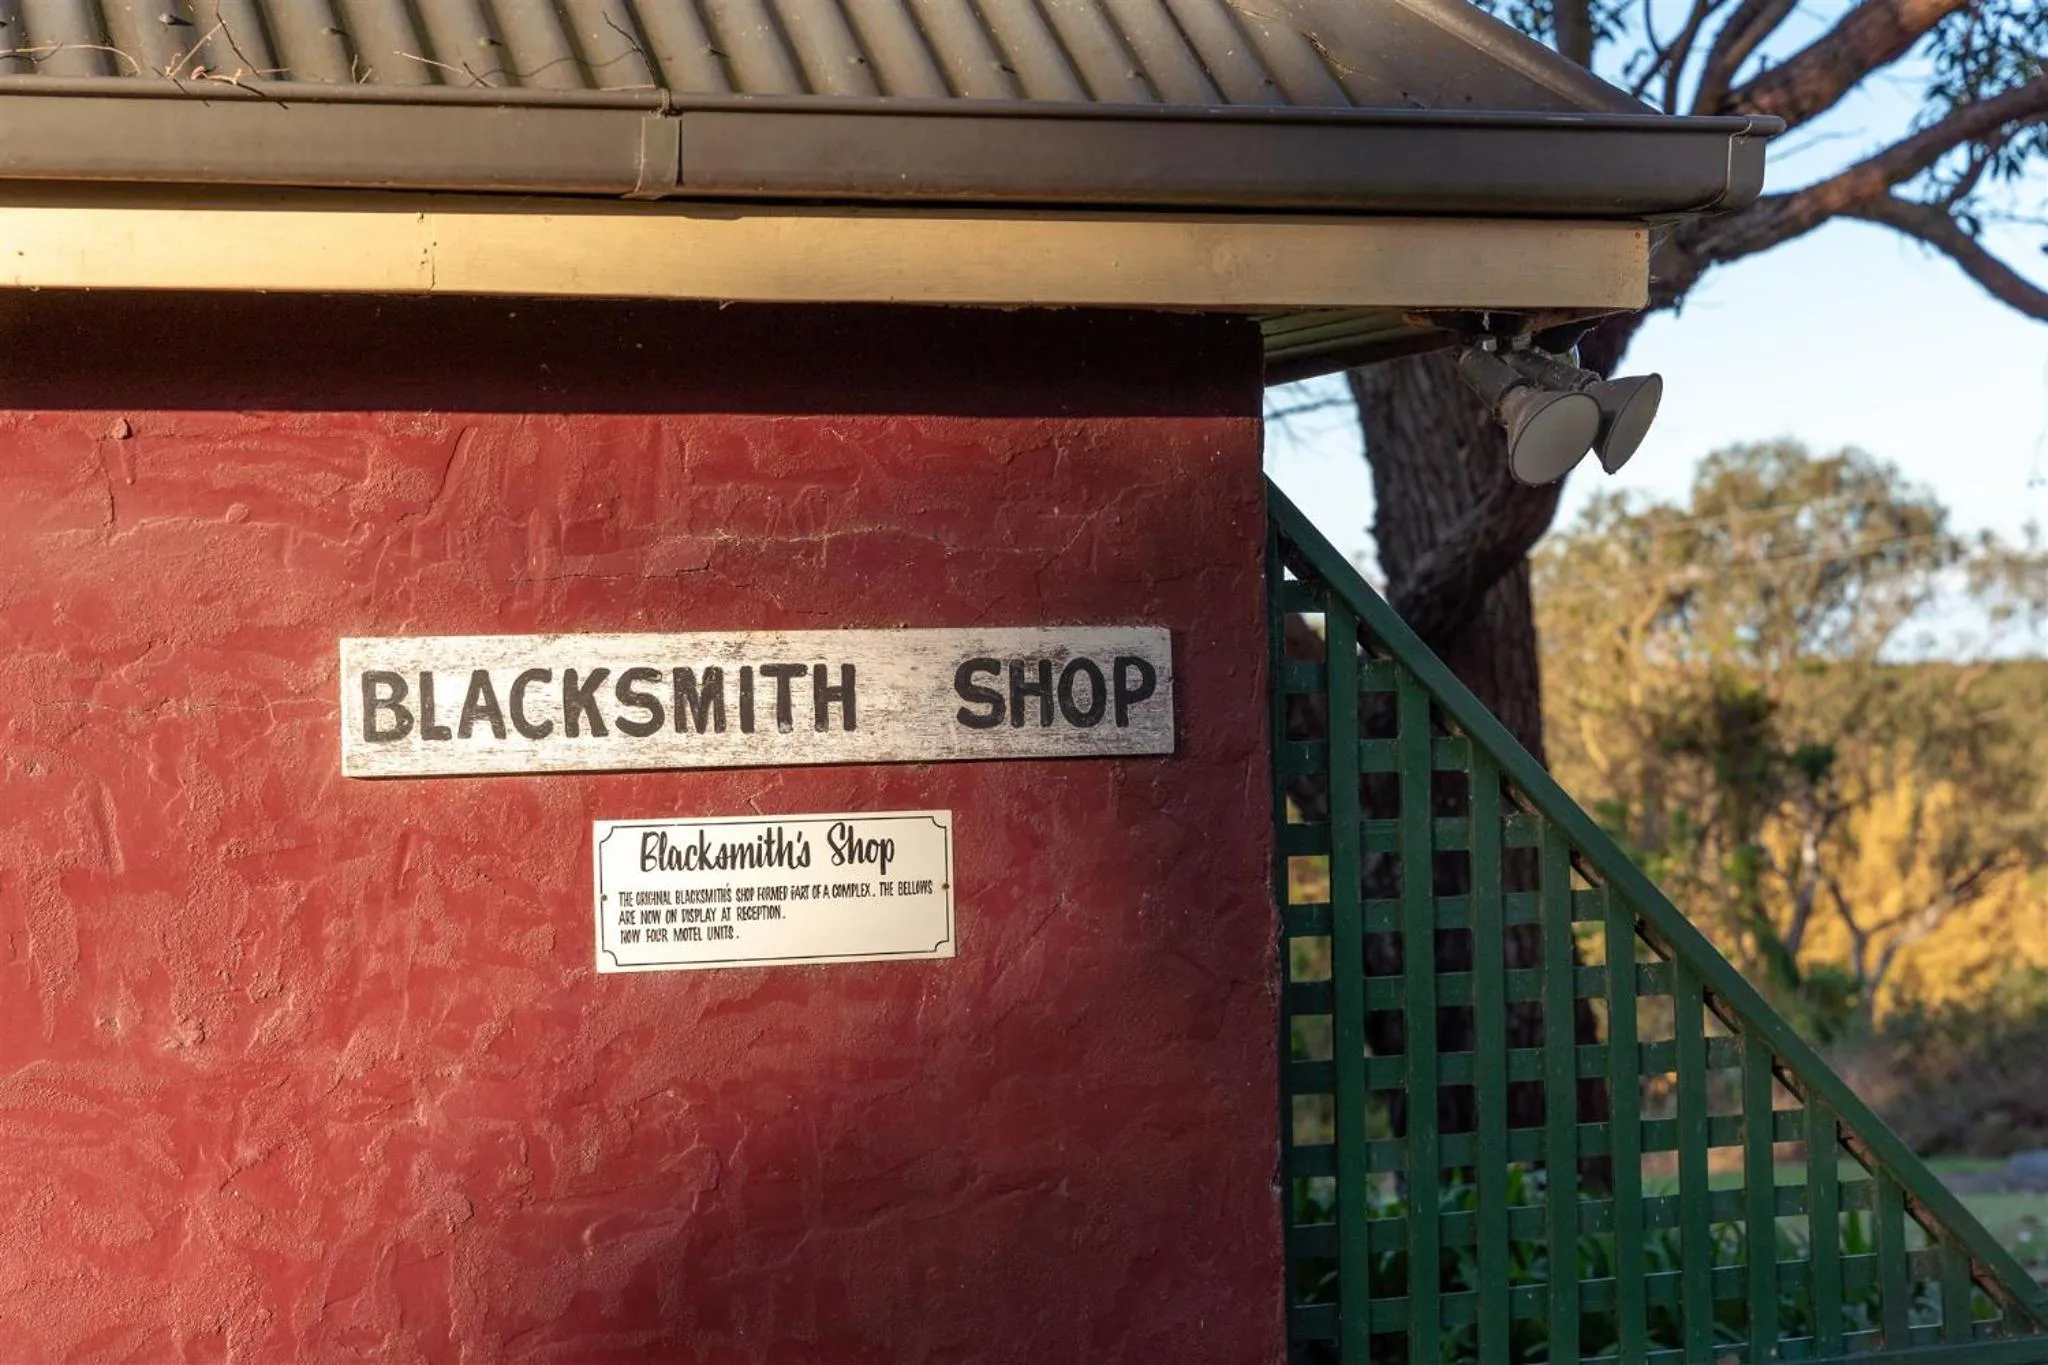 BLACKSMITH SHOP
Blacksmith's Shop
THE ORIGINAL BLACKSMITH'S SHOP FORMED PART OF A COMPLEX. THE BELLOWS
ARE NOW ON DISPLAY AT RECEPTION.
NOW FOUR MOTEL UNITS.